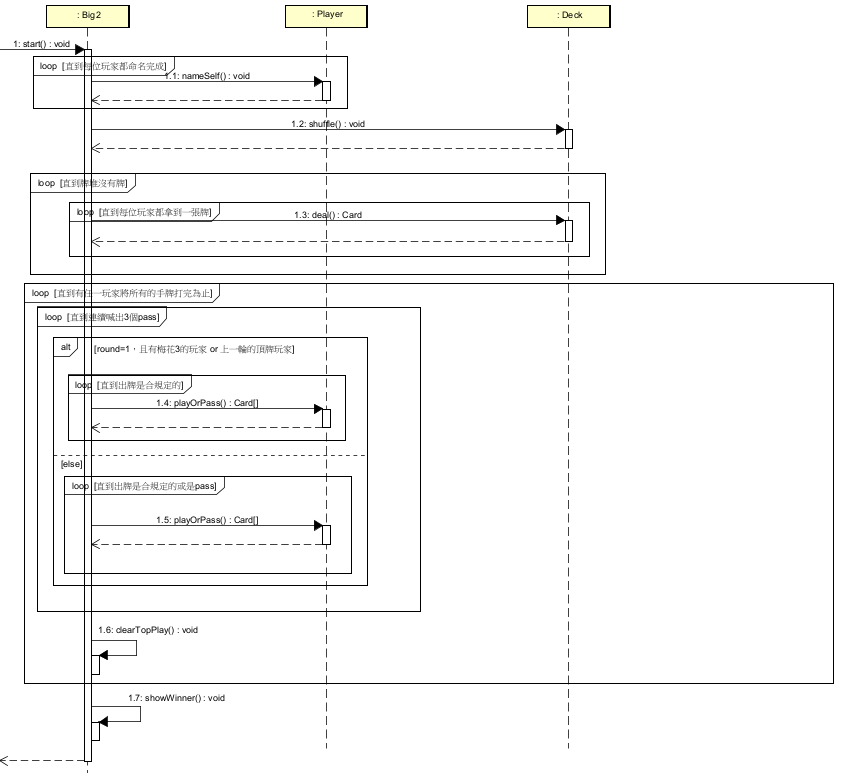 : Big2
: Player
: Deck
1: start() : void
loop [直到每位玩家都命名完成]
1.1: nameSelf() : void
1.2: shuffle() : void
loop [直到牌堆沒有牌]
loop [直到每位玩家都拿到一張牌]
1.3: deal() : Card
loop [直到有任一玩家將所有的手牌打完為止]
loop [直到連續喊出3個pass]
alt [round=1，且有梅花3的玩家 or 上一輪的頂牌玩家]
loop [直到出牌是合規定的]
1.4: playOrPass() : Card[]
[else]
loop [直到出牌是合規定的或是pass]
1.5: playOrPass() : Card[]
1.6: clearTopPlay() : void
1.7: showWinner() : void